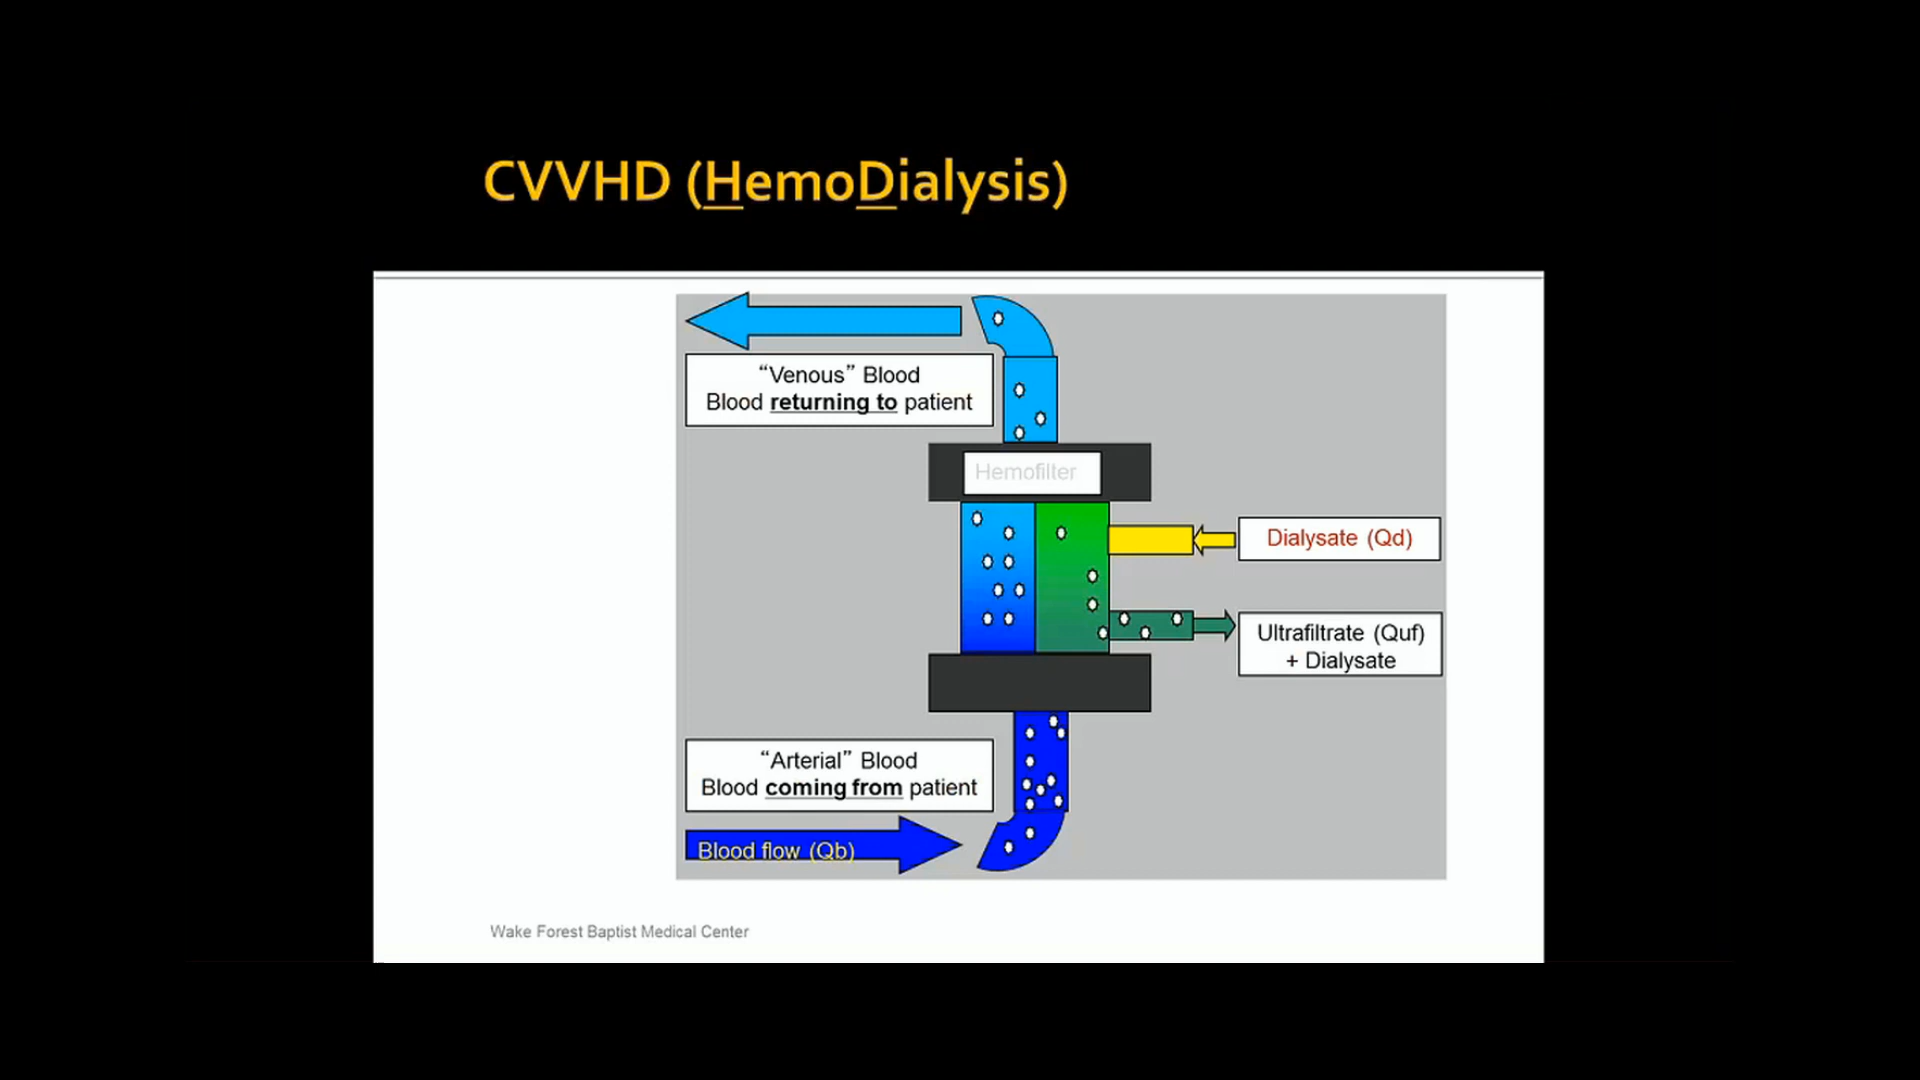 CVVHD (HemoDialysis)
“Venous” Blood
Blood returning to patient
Hemofilter
Dialysate (Qd)
Ultrafiltrate (Quf)
+ Dialysate
“Arterial” Blood
Blood coming from patient
Blood flow (Qb)
Wake Forest Baptist Medical Center